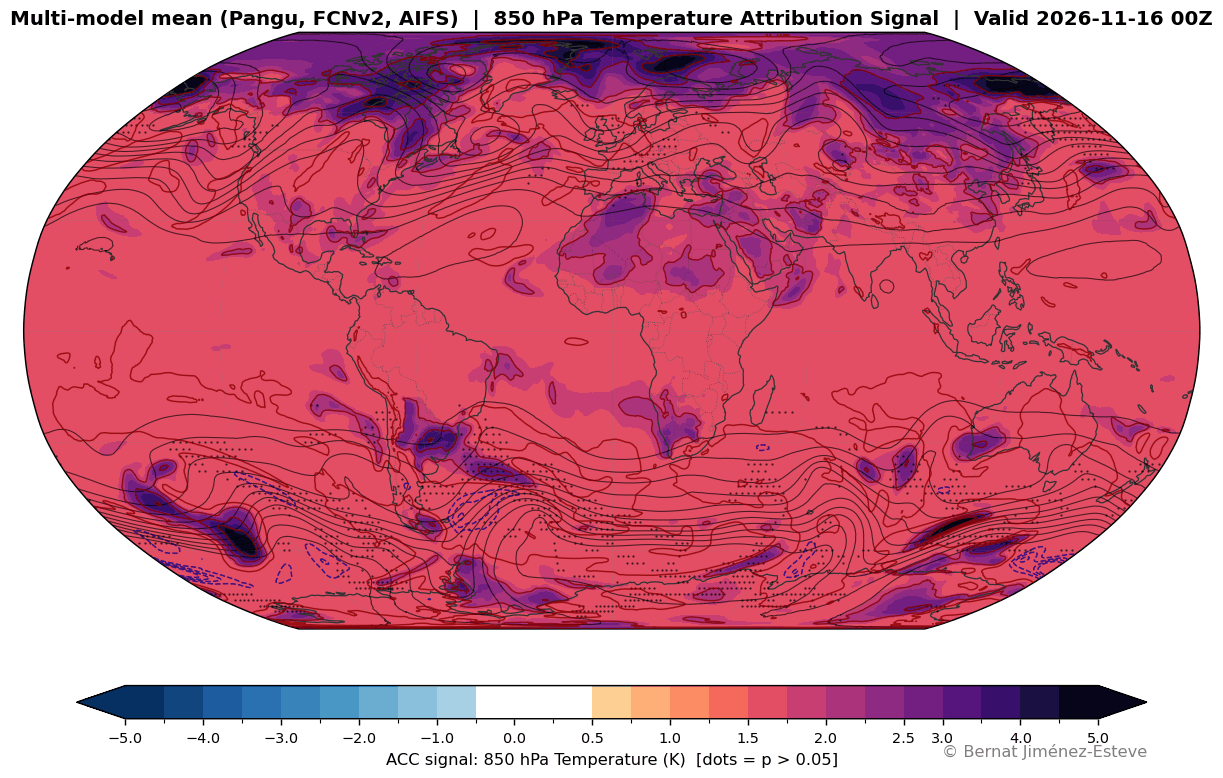 Multi-model mean (Pangu, FCNv2, AIFS)  |  850 hPa Temperature Attribution Signal  |  Valid 2026-11-16 00Z
−5.0 −4.0 −3.0 −2.0 −1.0 0.0 0.5 1.0 1.5 2.0 2.5 3.0 4.0 5.0
ACC signal: 850 hPa Temperature (K)  [dots = p > 0.05]
© Bernat Jiménez-Esteve